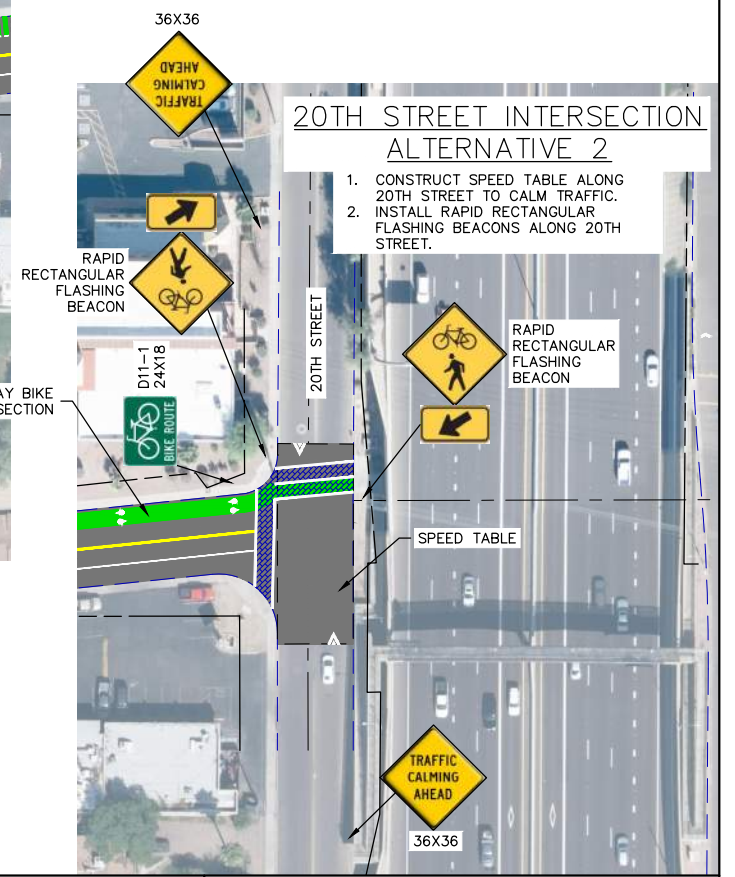 36X36
TRAFFIC
CALMING
AHEAD
20TH STREET INTERSECTION
ALTERNATIVE 2
1. CONSTRUCT SPEED TABLE ALONG
20TH STREET TO CALM TRAFFIC.
2. INSTALL RAPID RECTANGULAR
FLASHING BEACONS ALONG 20TH
STREET.
RAPID
RECTANGULAR
FLASHING
BEACON
20TH STREET
RAPID
RECTANGULAR
FLASHING
BEACON
D11-1
24X18
BIKE ROUTE
AY BIKE
SECTION
SPEED TABLE
TRAFFIC
CALMING
AHEAD
36X36